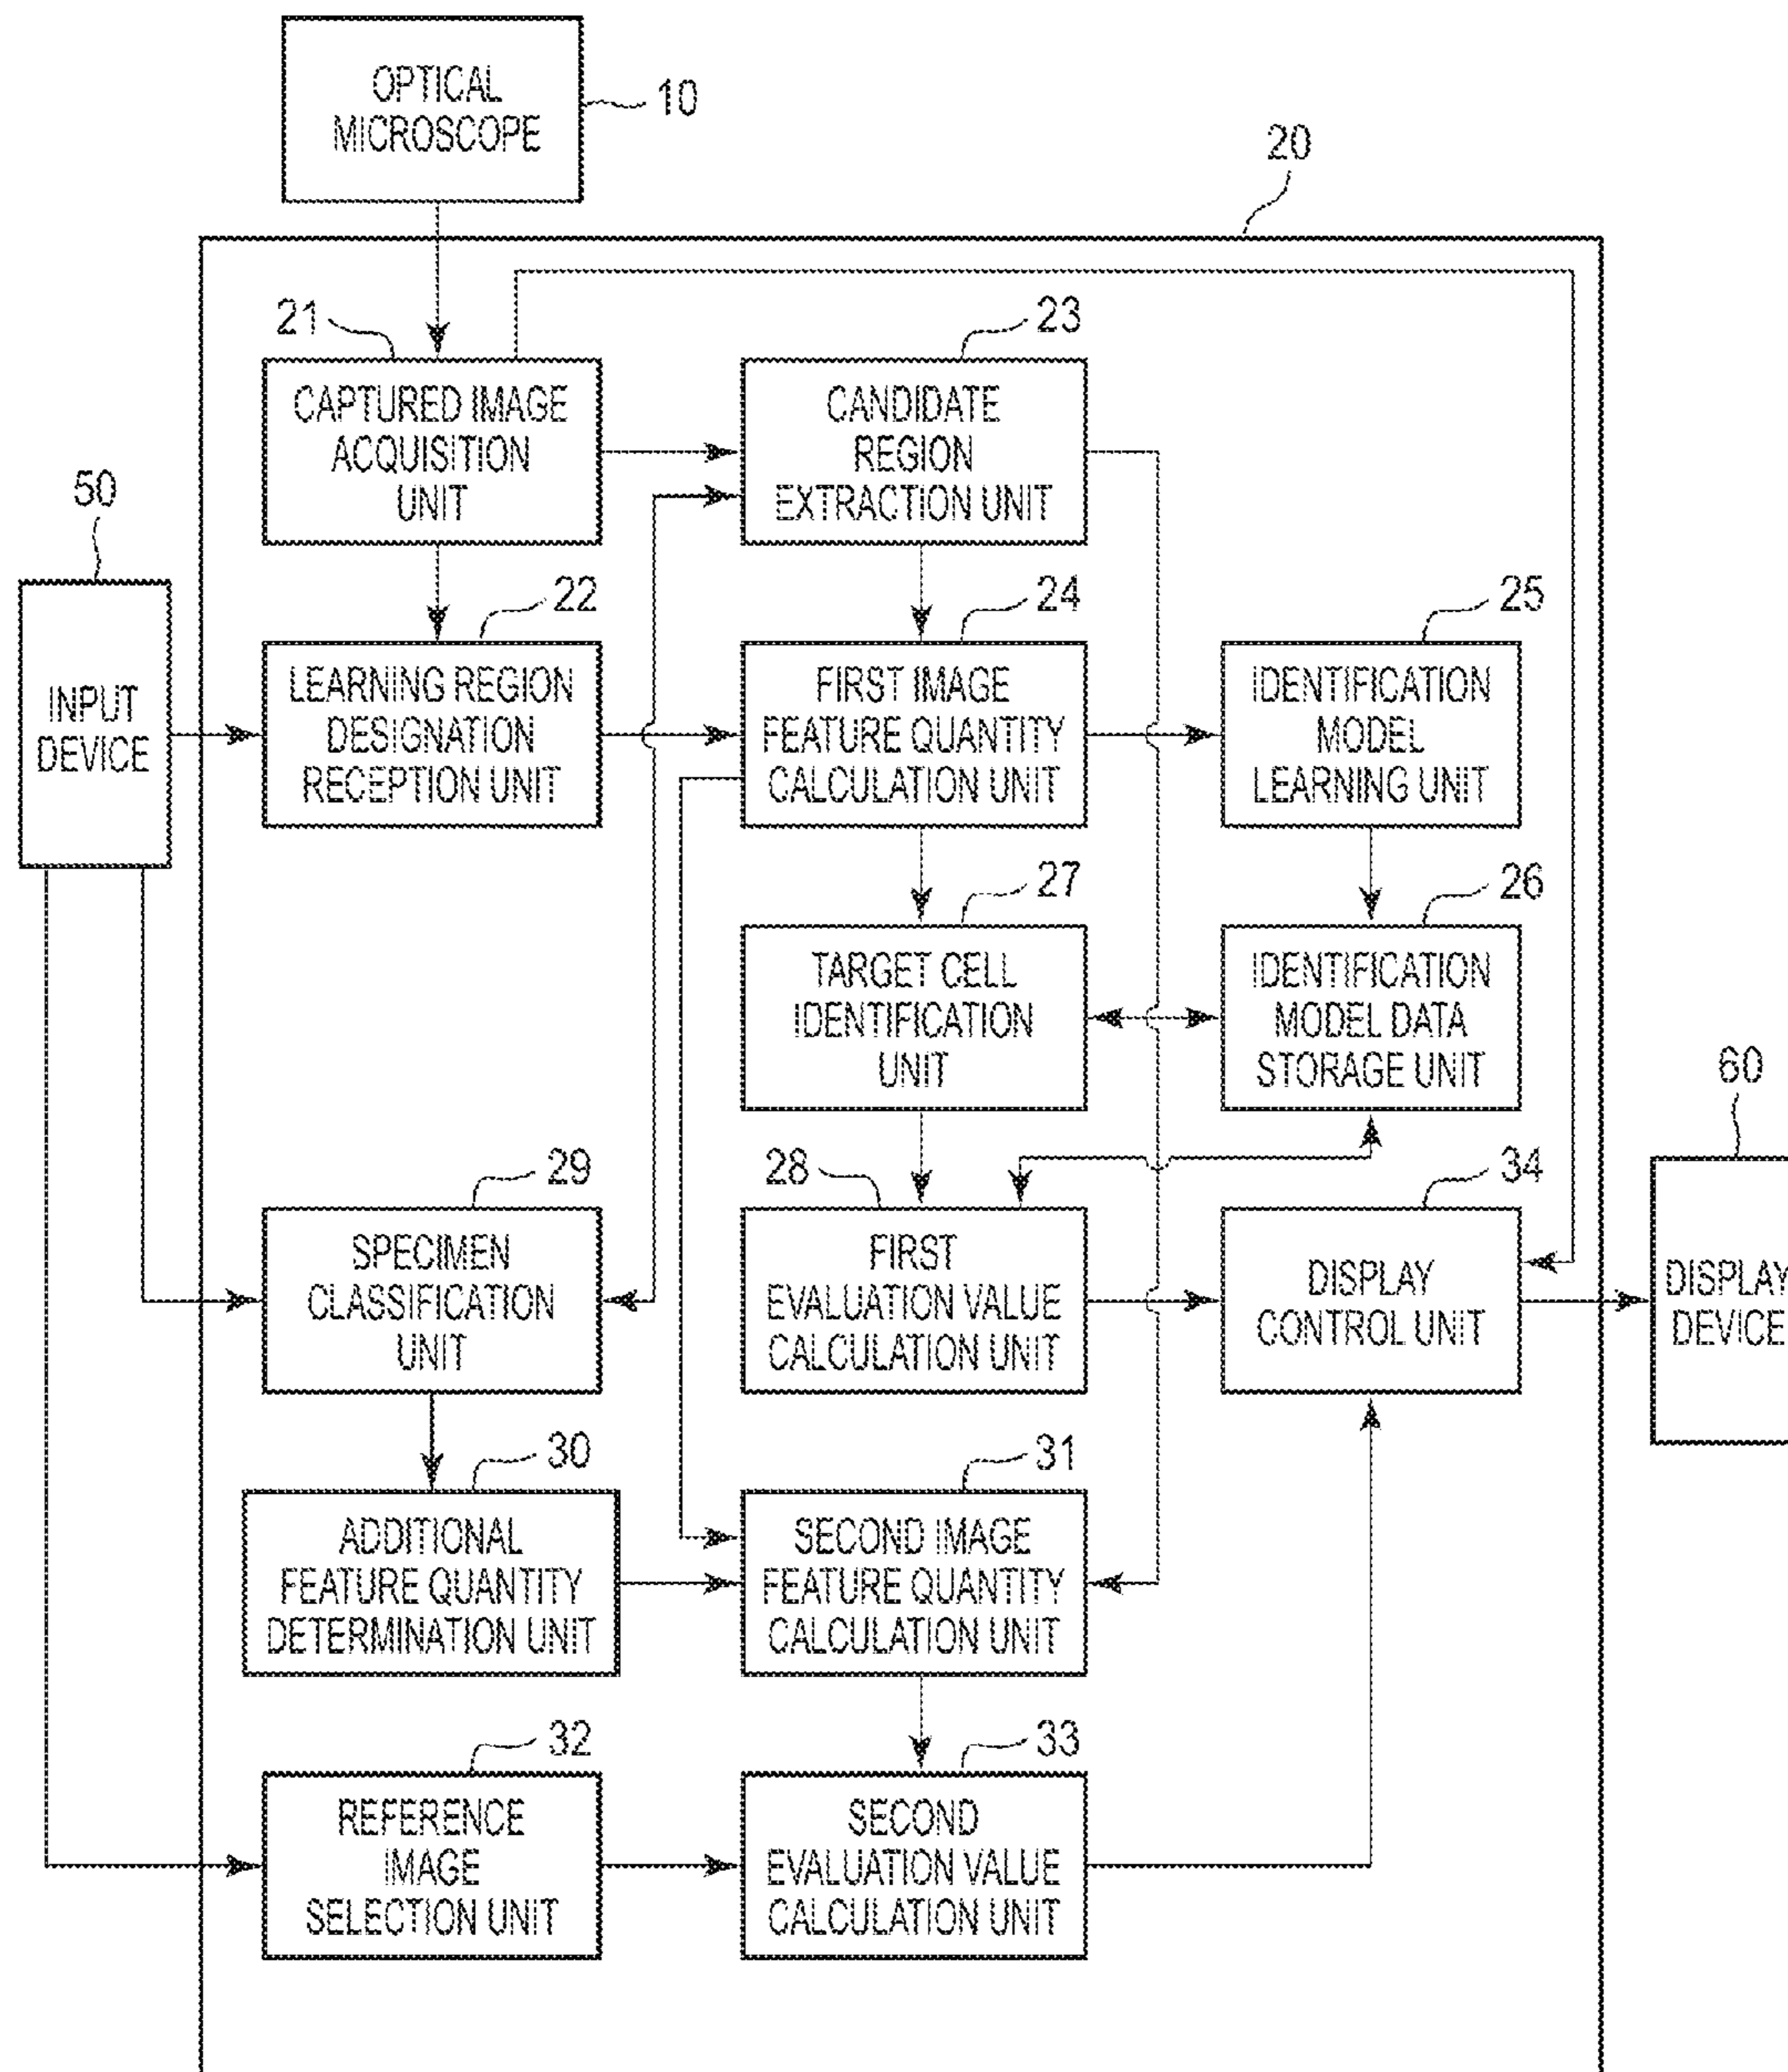 OPTICAL
MICROSCOPE
10
20
21
CAPTURED IMAGE
ACQUISITION
UNIT
23
CANDIDATE
REGION
EXTRACTION UNIT
50
INPUT
DEVICE
22
LEARNING REGION
DESIGNATION
RECEPTION UNIT
24
FIRST IMAGE
FEATURE QUANTITY
CALCULATION UNIT
25
IDENTIFICATION
MODEL
LEARNING UNIT
27
TARGET CELL
IDENTIFICATION
UNIT
26
IDENTIFICATION
MODEL DATA
STORAGE UNIT
60
DISPLAY
DEVICE
29
SPECIMEN
CLASSIFICATION
UNIT
28
FIRST
EVALUATION VALUE
CALCULATION UNIT
34
DISPLAY
CONTROL UNIT
30
ADDITIONAL
FEATURE QUANTITY
DETERMINATION UNIT
31
SECOND IMAGE
FEATURE QUANTITY
CALCULATION UNIT
32
REFERENCE
IMAGE
SELECTION UNIT
33
SECOND
EVALUATION VALUE
CALCULATION UNIT